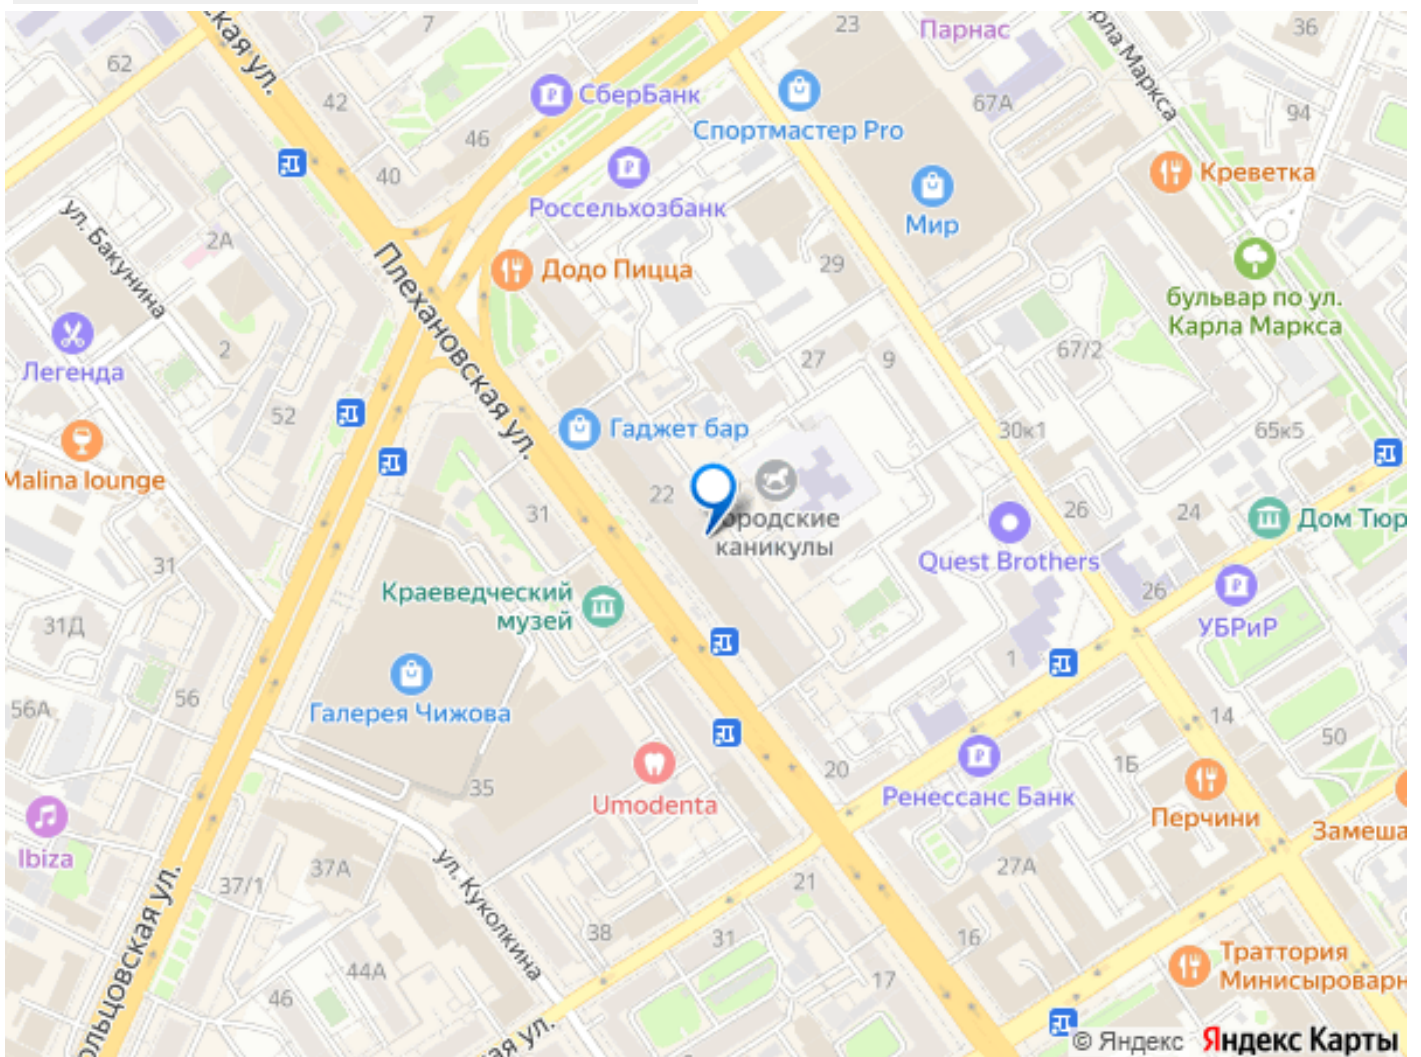 ская ул.
7
23
Парнас
рла Маркса
36
62
42
СберБанк
67А
94
Спортмастер Pro
46
40
Россельхозбанк
Креветка
Мир
ул. Бакунина
2А
Плехановская ул.
Додо Пицца
29
бульвар по ул.
Карла Маркса
2
Легенда
27
9
67/2
52
Гаджет бар
30к1
65к5
Malina lounge
22
31
городские
каникулы
26
24
Дом Тюр
Quest Brothers
31
Краеведческий
музей
26
УБРиР
31Д
1
56А
56
Галерея Чижова
14
50
35
Umodenta
20
Ренессанс Банк
1Б
Перчини
Замеша
Ibiza
37А
37/1
ул. Куколкина
21
27А
ольцовская ул.
38
31
16
44А
46
17
Траттория
Минисыроварн
ская ул.
© Яндекс Яндекс Карты